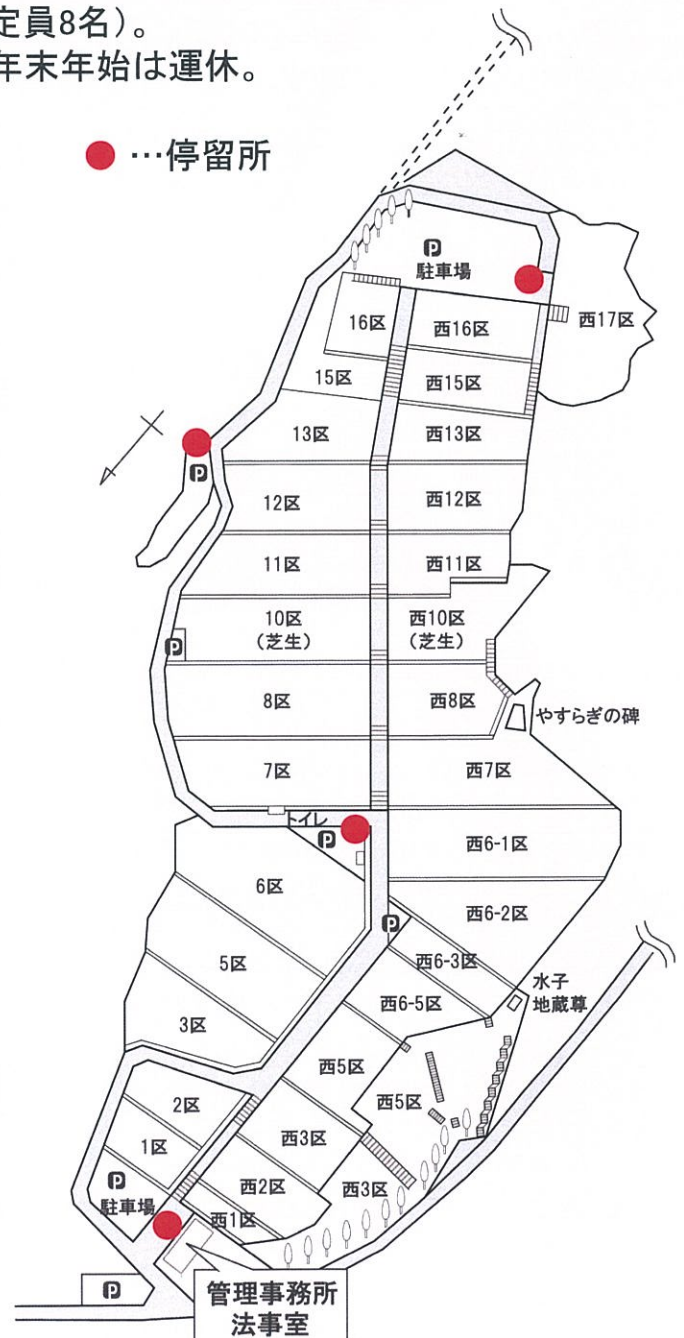 定員8名）。
年末年始は運休。
●…停留所
P
駐車場
16区
西16区
西17区
15区
西15区
13区
西13区
P
12区
西12区
11区
西11区
10区
（芝生）
西10区
（芝生）
P
8区
西8区
やすらぎの碑
7区
西7区
トイレ
P
西6-1区
6区
西6-2区
P
西6-3区
5区
水子
地蔵尊
西6-5区
3区
西5区
西5区
2区
西3区
1区
西2区
西3区
P
駐車場
西1区
P
管理事務所
法事室